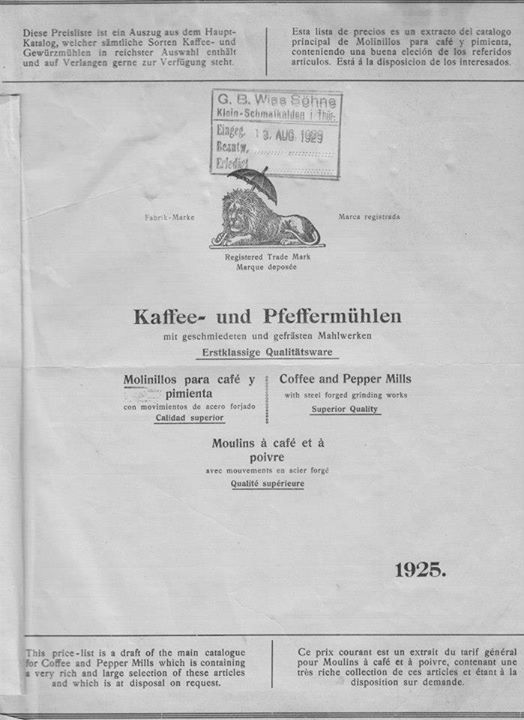 Diese Preisliste ist ein Auszug aus dem Haupt-
Katalog, welcher sämtliche Sorten Kaffee- und
Gewürzmühlen in reichster Auswahl enthält
und auf Verlangen gerne zur Verfügung steht.
Esta lista de precios es un extracto del catalogo
principal de Molinillos para café y pimienta,
conteniendo una buena eleción de los referidos
articulos. Está á la disposicion de los interesados.
G. B. Wiss Söhne
Klein-Schmalkalden i. Thür.
Eingeg. 13. AUG. 1929
Beantw.
Erledigt
Fabrik-Marke
Marca registrada
Registered Trade Mark
Marque deposée
Kaffee- und Pfeffermühlen
mit geschmiedeten und gefrästen Mahlwerken
Erstklassige Qualitätsware
Molinillos para café y
pimienta
con movimientos de acero forjado
Calidad superior
Coffee and Pepper Mills
with steel forged grinding works
Superior Quality
Moulins à café et à
poivre
avec mouvements en acier forgé
Qualité supérieure
1925.
This price-list is a draft of the main catalogue
for Coffee and Pepper Mills which is containing
a very rich and large selection of these articles
and which is at disposal on request.
Ce prix courant est un extrait du tarif général
pour Moulins à café et à poivre, contenant une
très riche collection de ces articles et étant à la
disposition sur demande.